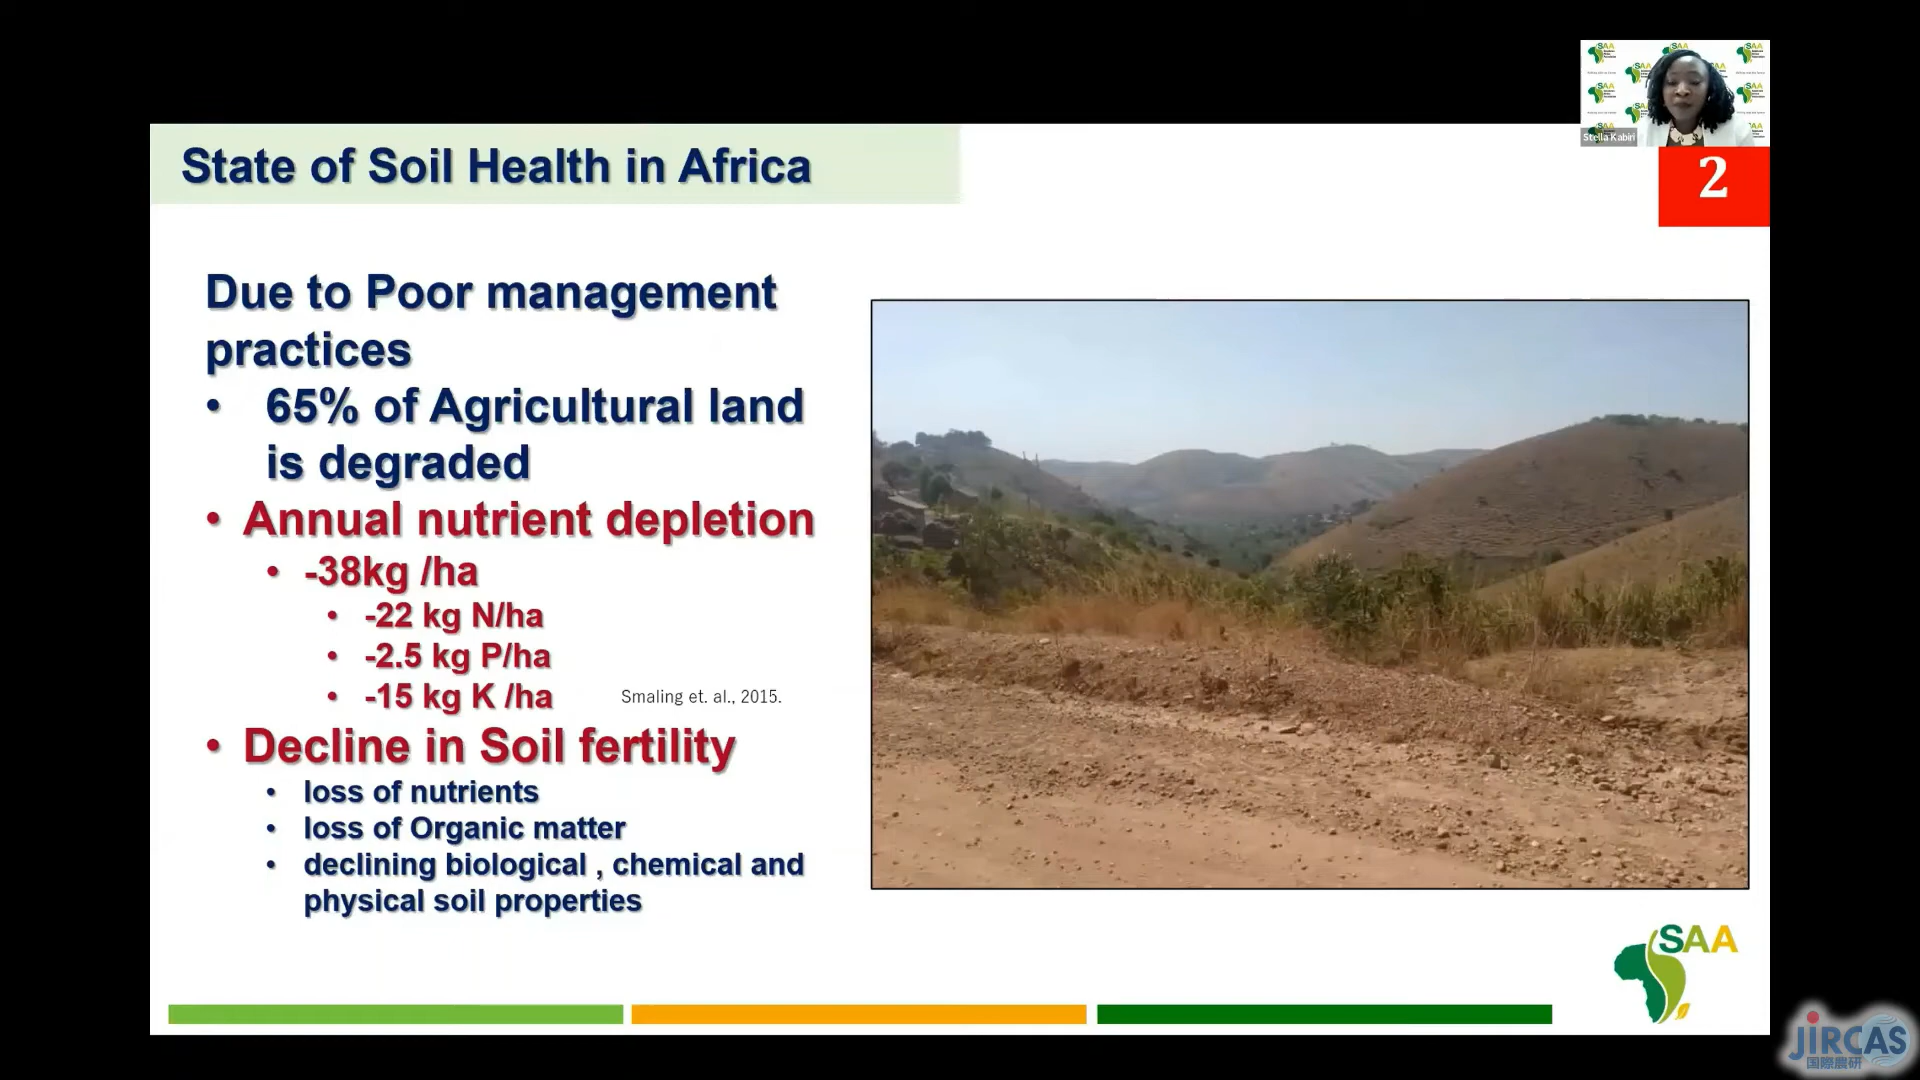 SAA
Stella Kabiri
State of Soil Health in Africa
2
Due to Poor management
practices
• 65% of Agricultural land
is degraded
• Annual nutrient depletion
• -38kg /ha
• -22 kg N/ha
• -2.5 kg P/ha
• -15 kg K /ha
Smaling et. al., 2015.
• Decline in Soil fertility
• loss of nutrients
• loss of Organic matter
• declining biological , chemical and
physical soil properties
SAA
JIRCAS
国際農研